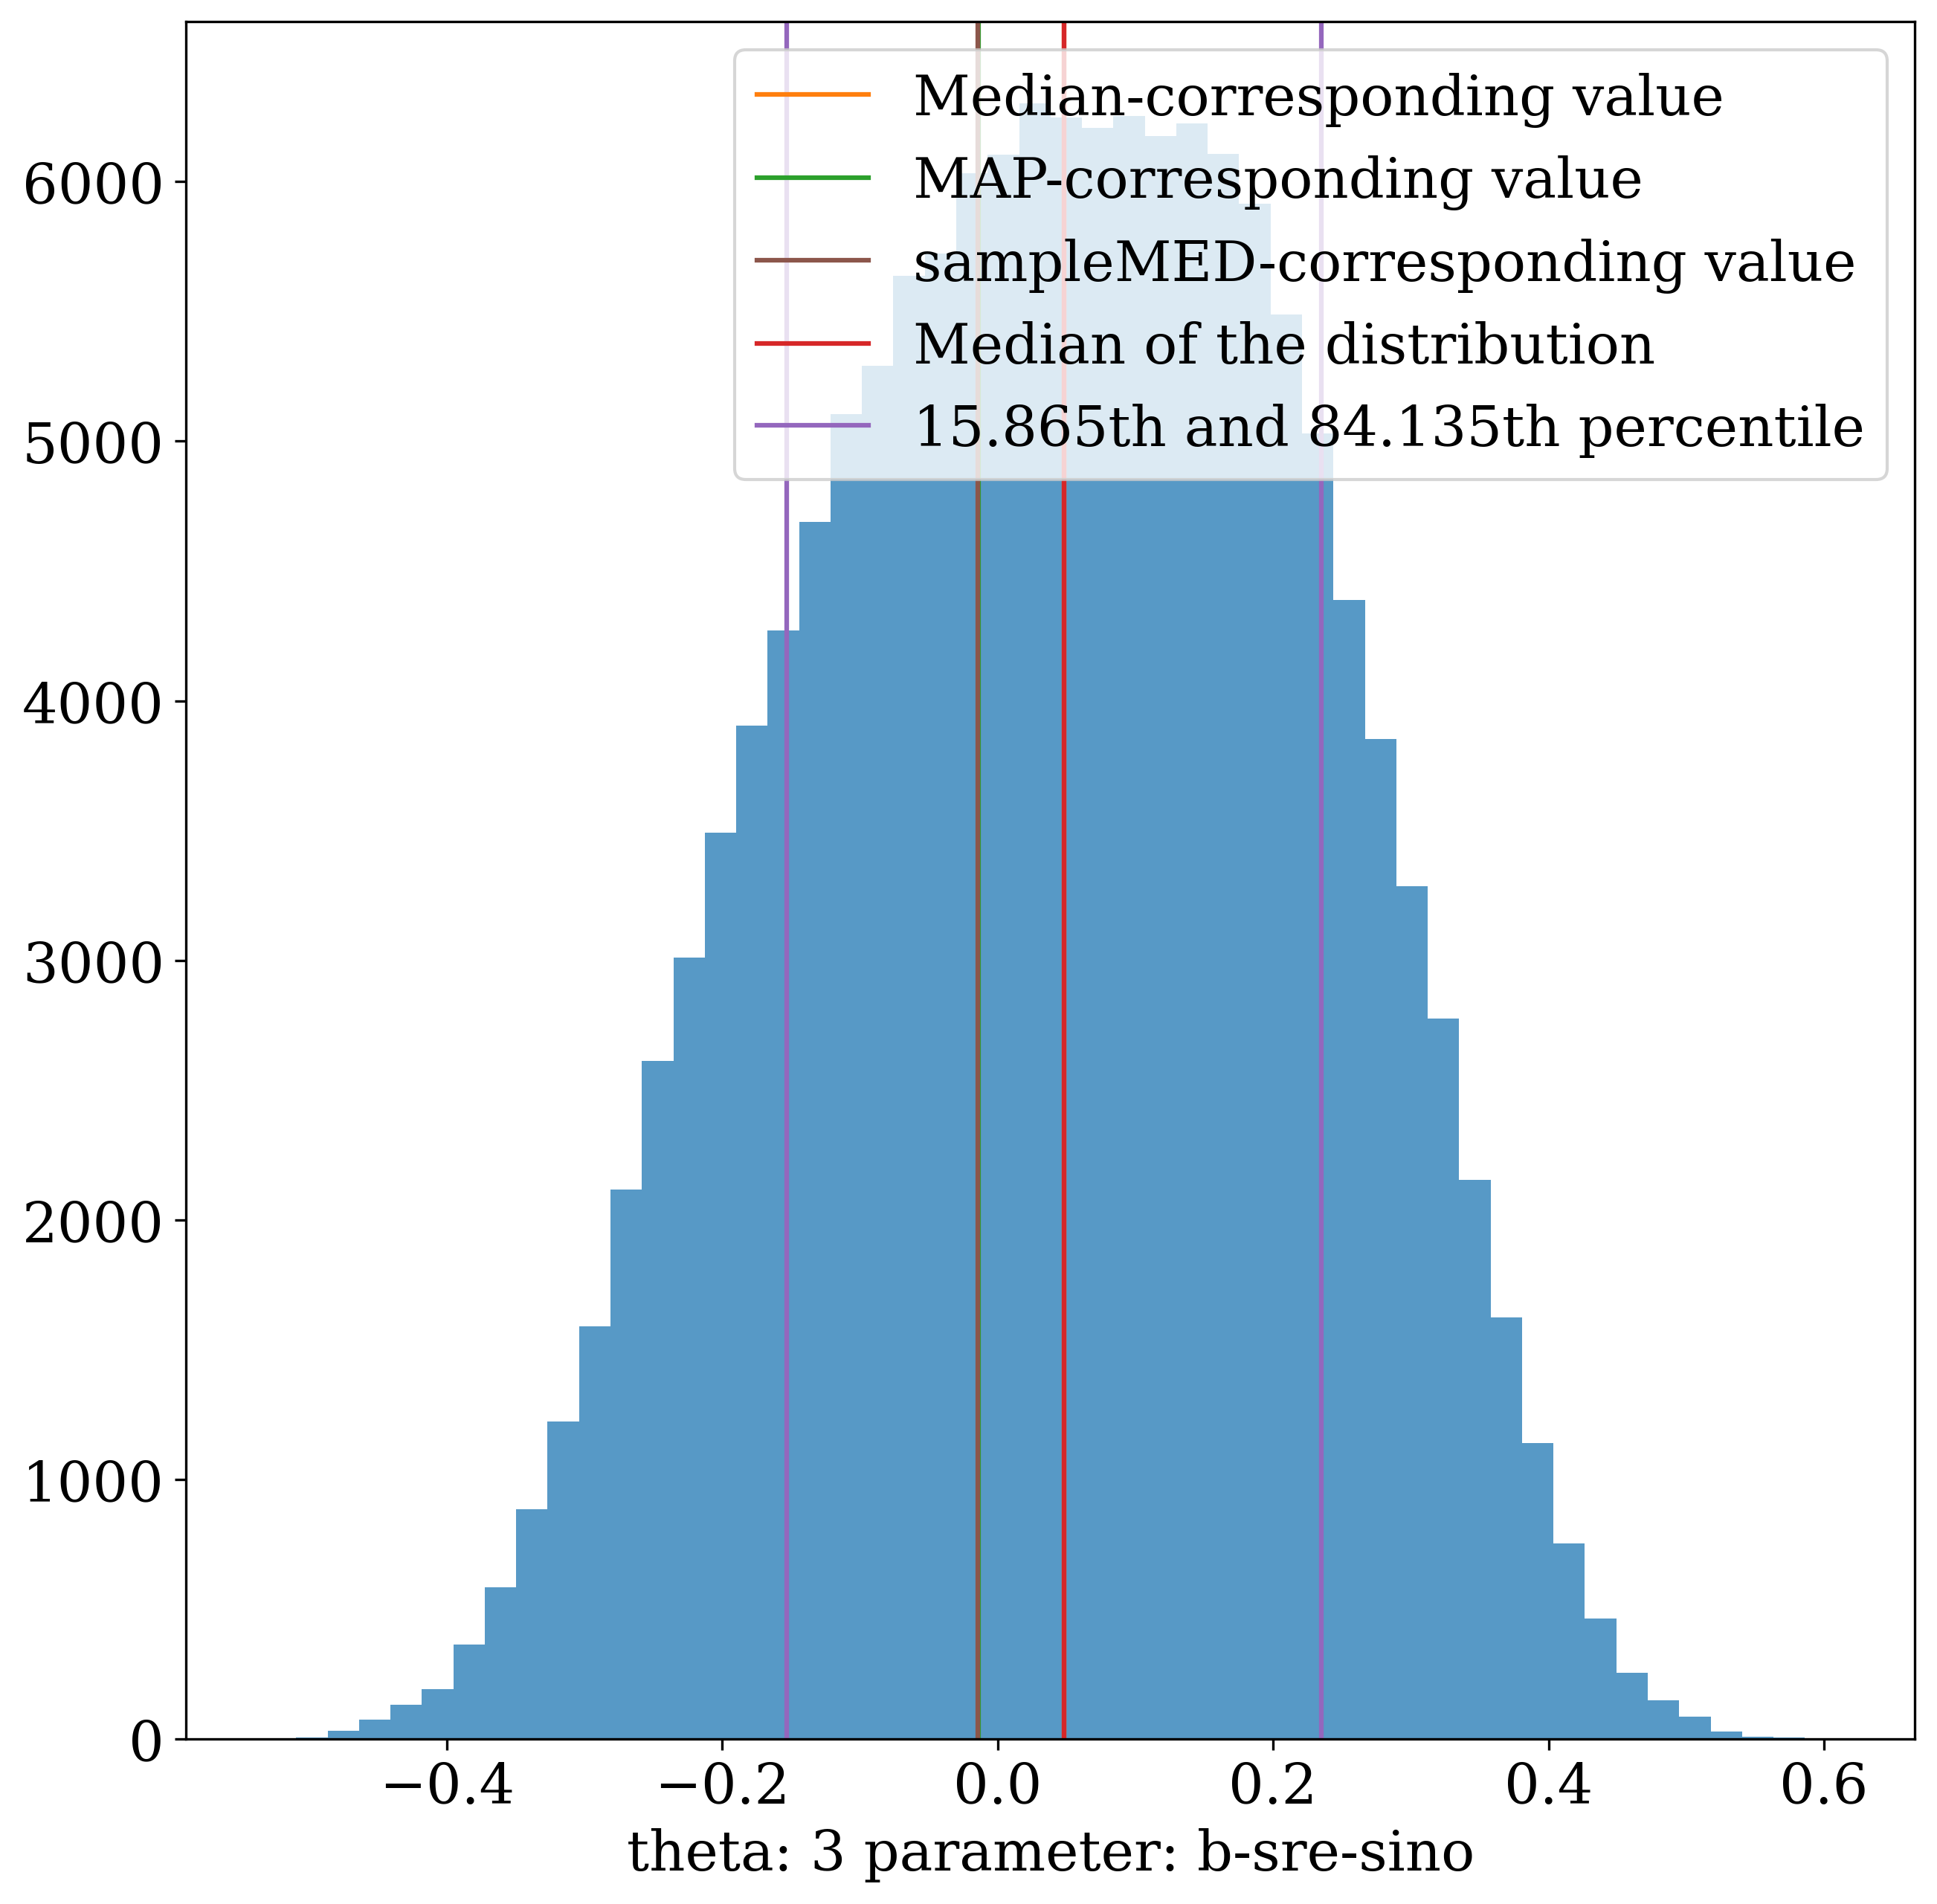 Median-corresponding value
MAP-corresponding value
sampleMED-corresponding value
Median of the distribution
15.865th and 84.135th percentile
6000
5000
4000
3000
2000
1000
0
−0.4 −0.2 0.0 0.2 0.4 0.6
theta: 3 parameter: b-sre-sino